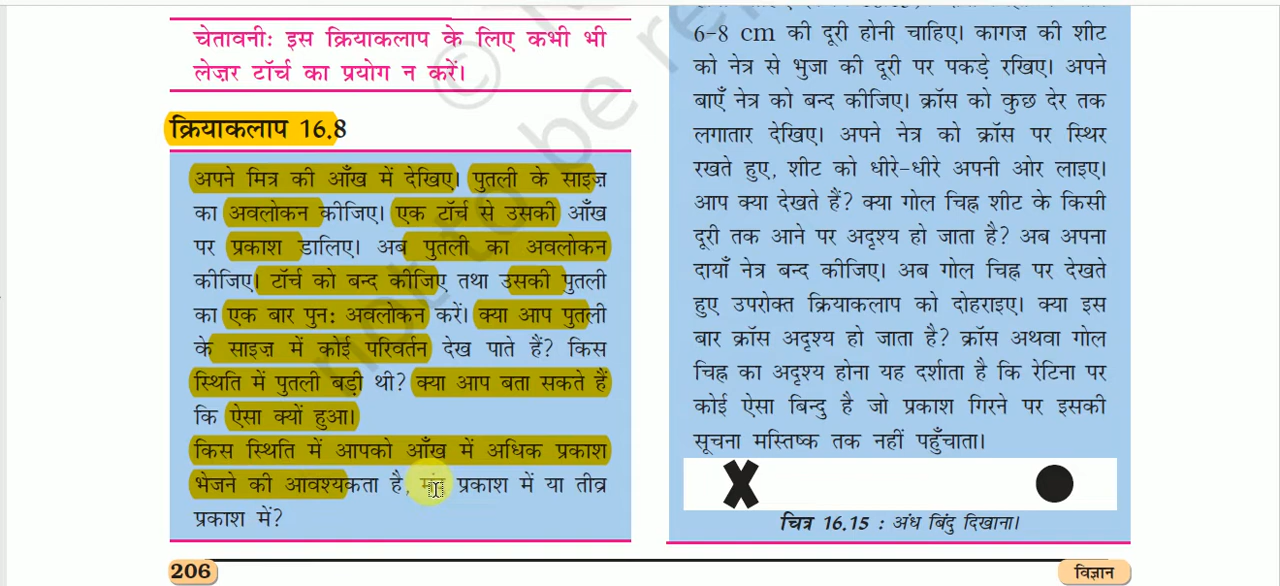 चेतावनी: इस क्रियाकलाप के लिए कभी भी
लेज़र टॉर्च का प्रयोग न करें।
क्रियाकलाप 16.8
अपने मित्र की आँख में देखिए। पुतली के साइज़
का अवलोकन कीजिए। एक टॉर्च से उसकी आँख
पर प्रकाश डालिए। अब पुतली का अवलोकन
कीजिए। टॉर्च को बन्द कीजिए तथा उसकी पुतली
का एक बार पुन: अवलोकन करें। क्या आप पुतली
के साइज़ में कोई परिवर्तन देख पाते हैं? किस
स्थिति में पुतली बड़ी थी? क्या आप बता सकते हैं
कि ऐसा क्यों हुआ।
किस स्थिति में आपको आँख में अधिक प्रकाश
भेजने की आवश्यकता है, मंद प्रकाश में या तीव्र
प्रकाश में?
206
6-8 cm की दूरी होनी चाहिए। कागज़ की शीट
को नेत्र से भुजा की दूरी पर पकड़े रखिए। अपने
बाएँ नेत्र को बन्द कीजिए। क्रॉस को कुछ देर तक
लगातार देखिए। अपने नेत्र को क्रॉस पर स्थिर
रखते हुए, शीट को धीरे-धीरे अपनी ओर लाइए।
आप क्या देखते हैं? क्या गोल चिह्न शीट के किसी
दूरी तक आने पर अदृश्य हो जाता है? अब अपना
दायाँ नेत्र बन्द कीजिए। अब गोल चिह्न पर देखते
हुए उपरोक्त क्रियाकलाप को दोहराइए। क्या इस
बार क्रॉस अदृश्य हो जाता है? क्रॉस अथवा गोल
चिह्न का अदृश्य होना यह दर्शाता है कि रेटिना पर
कोई ऐसा बिन्दु है जो प्रकाश गिरने पर इसकी
सूचना मस्तिष्क तक नहीं पहुँचाता।
चित्र 16.15 : अंध बिंदु दिखाना।
विज्ञान
© not to be re